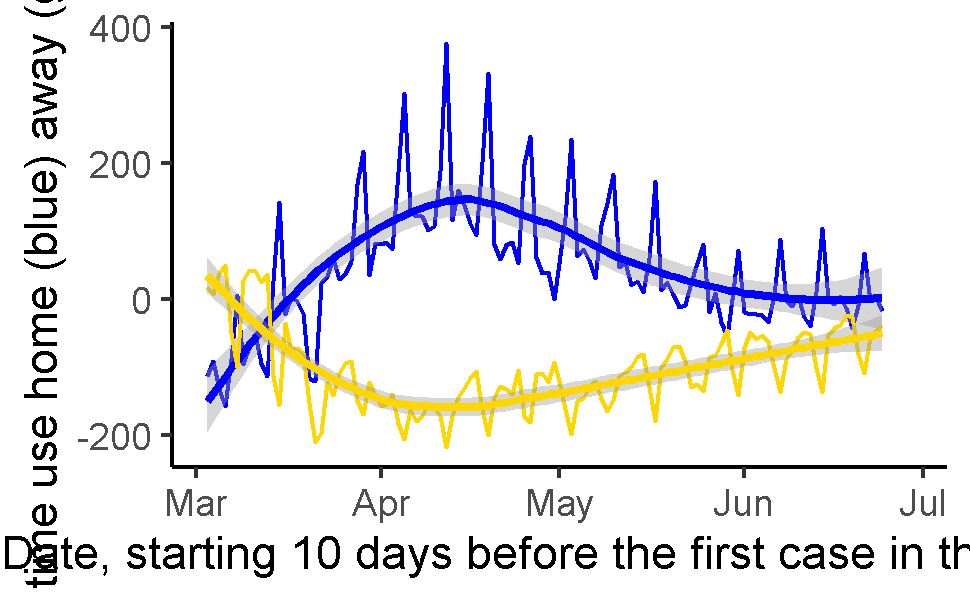 time use home (blue) away (
400
200
0
-200
Mar Apr May Jun Jul
Date, starting 10 days before the first case in th